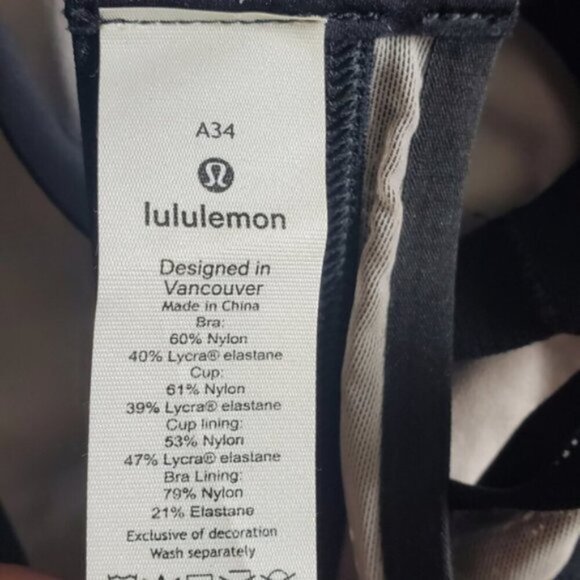 A34
lululemon
Designed in
Vancouver
Made in China
Bra:
60% Nylon
40% Lycra® elastane
Cup:
61% Nylon
39% Lycra® elastane
Cup lining:
53% Nylon
47% Lycra® elastane
Bra Lining:
79% Nylon
21% Elastane
Exclusive of decoration
Wash separately